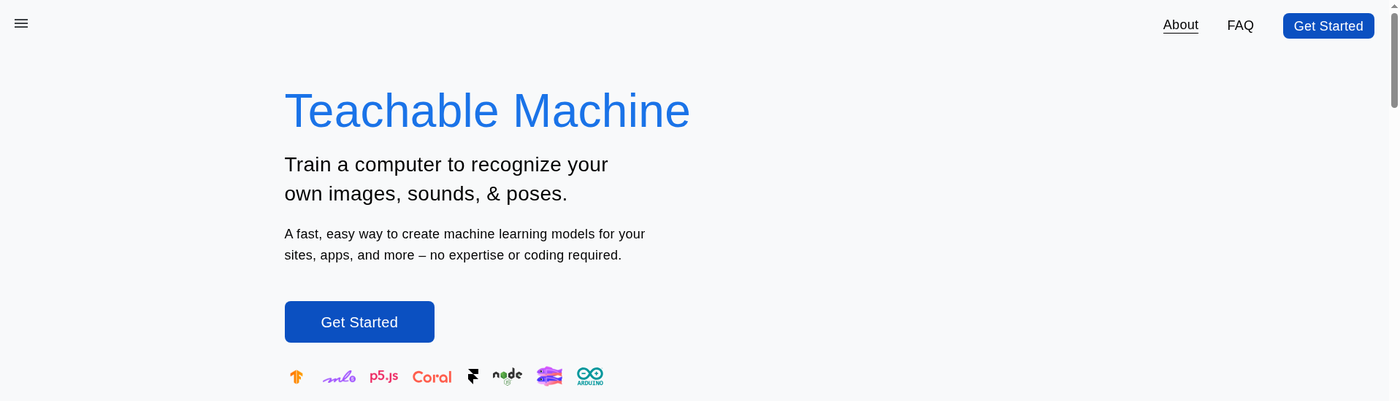 About FAQ Get Started
Teachable Machine
Train a computer to recognize your
own images, sounds, & poses.
A fast, easy way to create machine learning models for your
sites, apps, and more – no expertise or coding required.
Get Started
ml5 p5.js Coral node ARDUINO